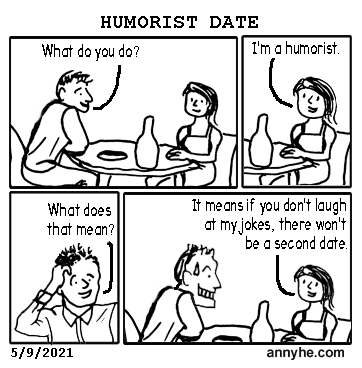 HUMORIST DATE
What do you do?
I'm a humorist.
What does
that mean?
It means if you don't laugh
at my jokes, there won't
be a second date.
5/9/2021
annyhe.com